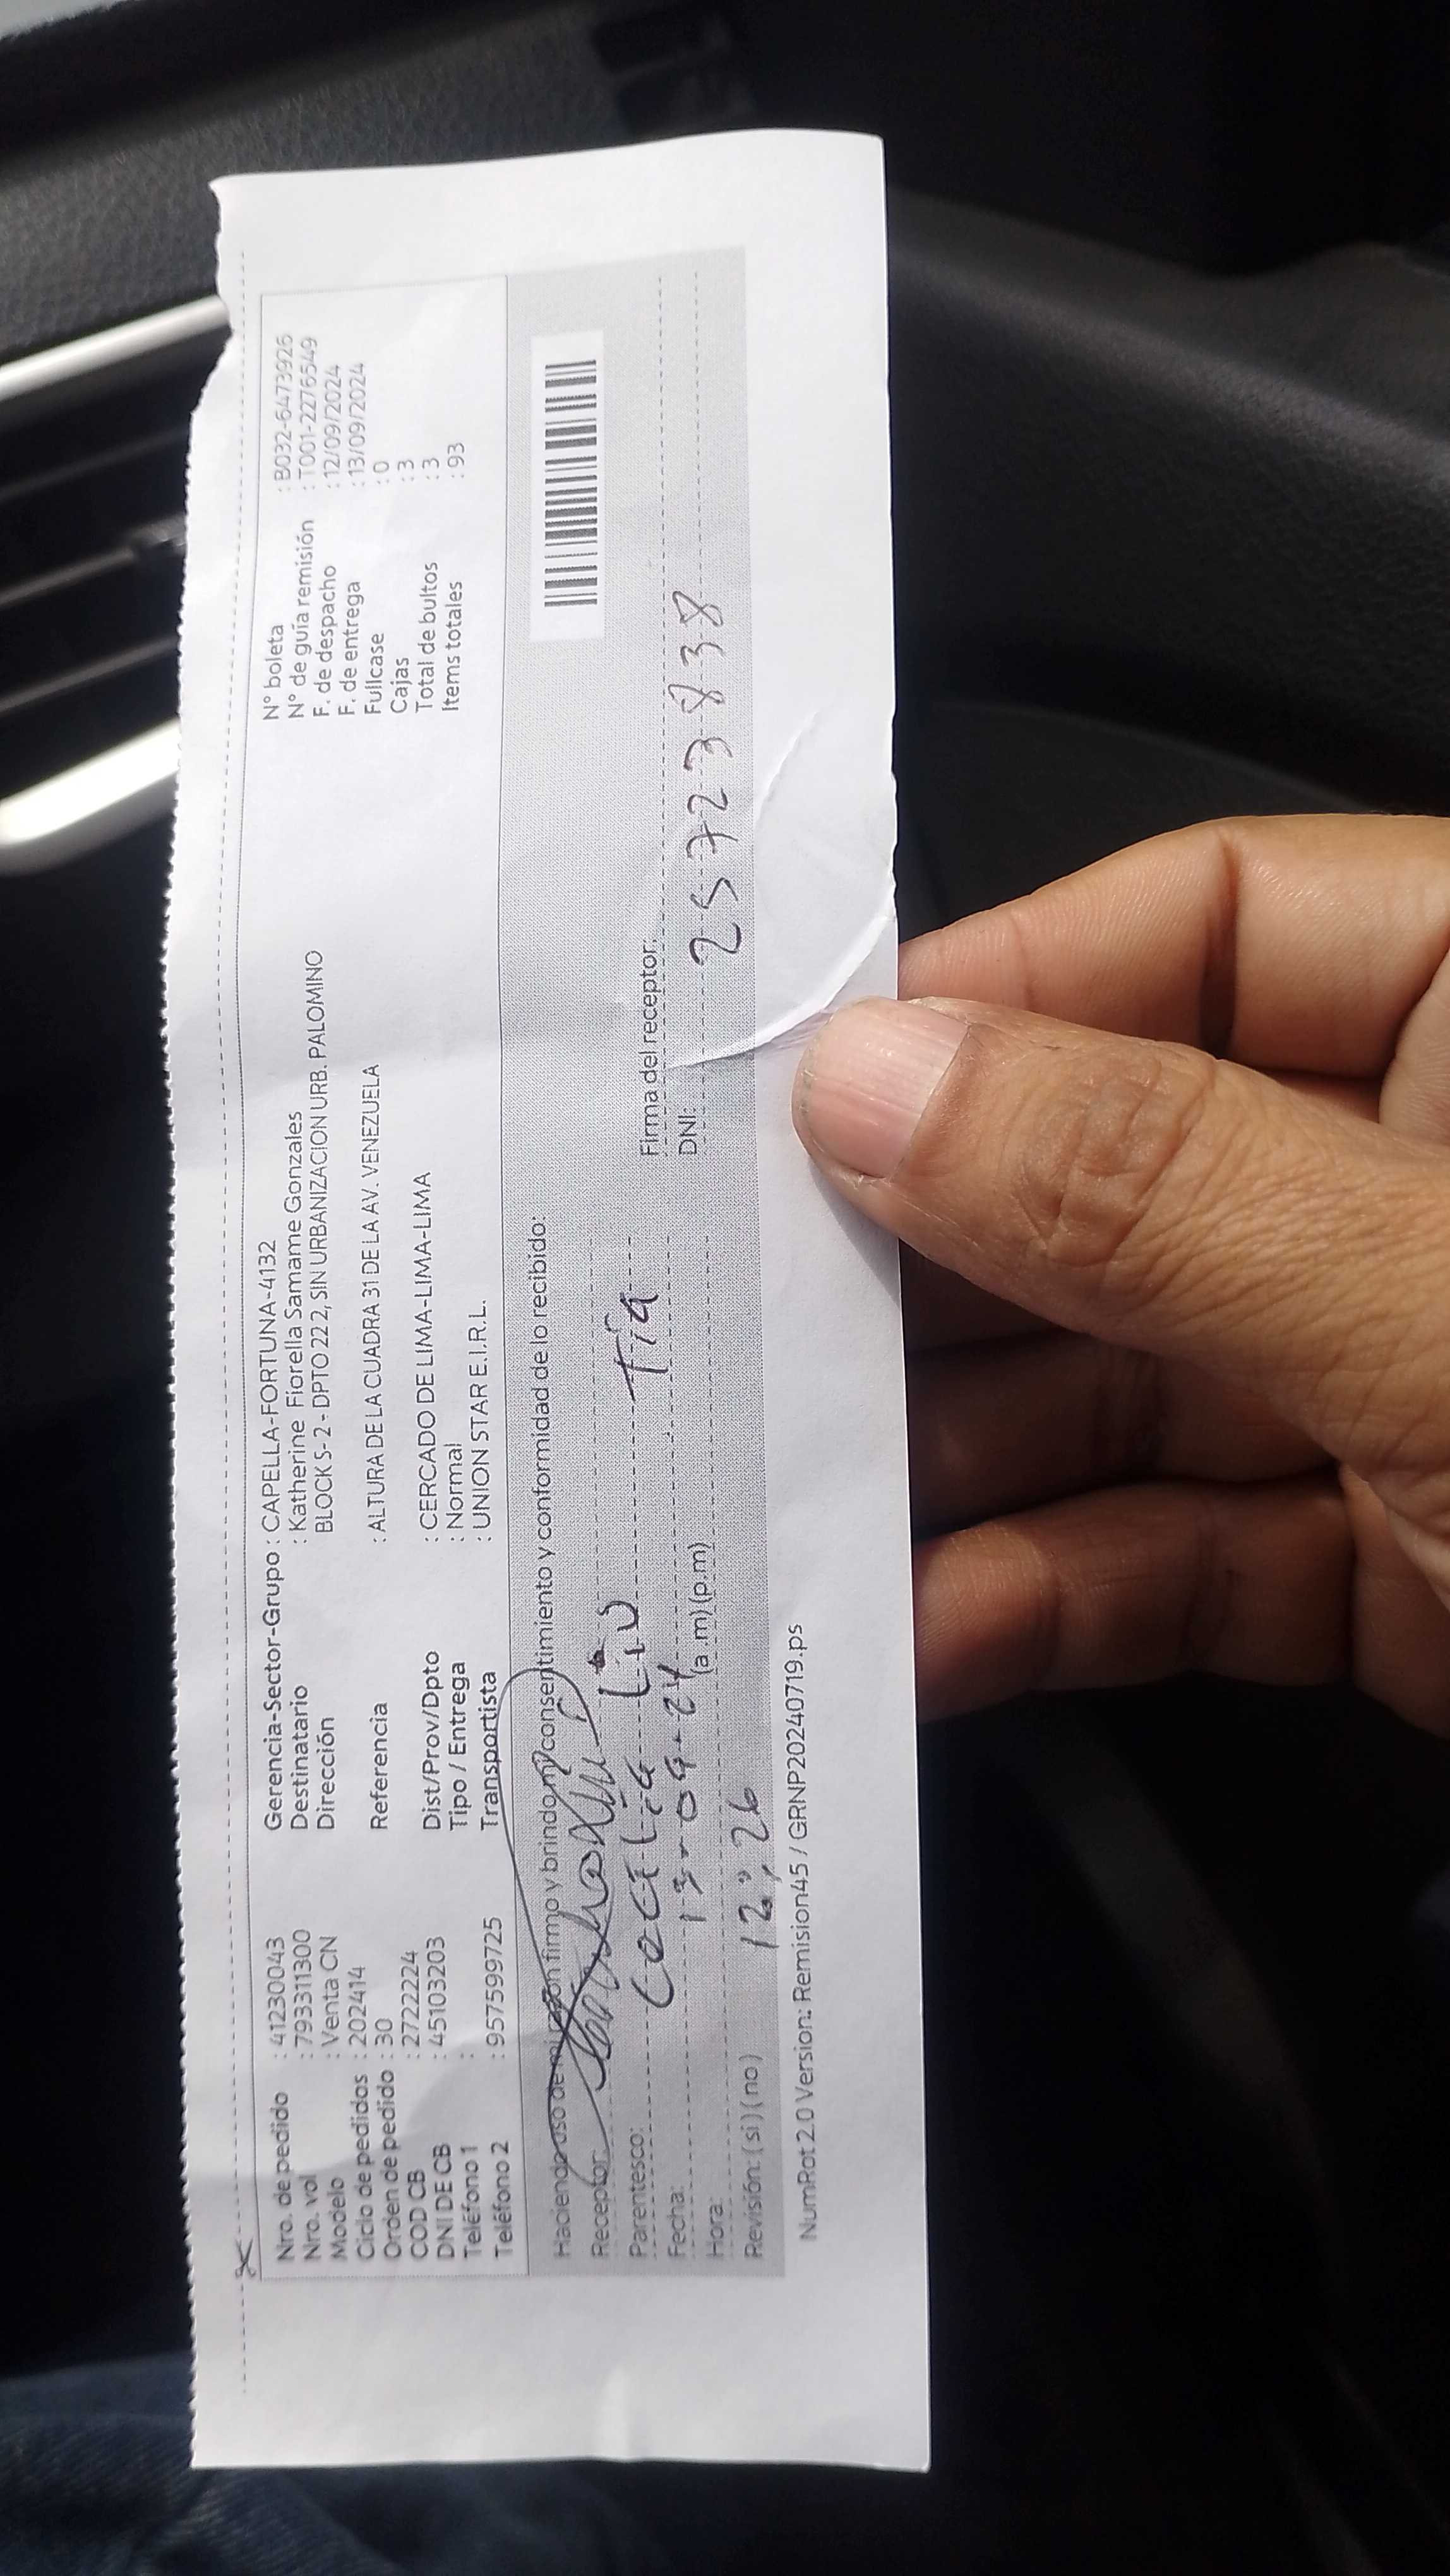 Nro. de pedido : 41230043
Nro. vol : 793311300
Modelo : Venta CN
Ciclo de pedidos : 202414
Orden de pedido : 30
COD CB : 2722224
DNI DE CB : 45103203
Teléfono 1 :
Teléfono 2 : 957599725
Gerencia-Sector-Grupo : CAPELLA-FORTUNA-4132
Destinatario : Katherine Fiorella Samame Gonzales
Dirección BLOCK S- 2 - DPTO 22 2, SIN URBANIZACION URB. PALOMINO
Referencia : ALTURA DE LA CUADRA 31 DE LA AV. VENEZUELA
Dist/Prov/Dpto : CERCADO DE LIMA-LIMA-LIMA
Tipo / Entrega : Normal
Transportista : UNION STAR E.I.R.L.
N° boleta : B032-6473926
N° de guía remisión : T001-2276549
F. de despacho : 12/09/2024
F. de entrega : 13/09/2024
Fullcase : 0
Cajas : 3
Total de bultos : 3
Items totales : 93
Haciendo uso de mi razón firmo y brindo mi consentimiento y conformidad de lo recibido:
Receptor:
Parentesco: Tia
Fecha: 13-09-24
Hora: 12:26 (a.m) (p.m)
Revisión: ( si ) ( no )
Firma del receptor:
DNI: 25723838
NumRot 2.0 Version: Remision45 / GRNP20240719.ps